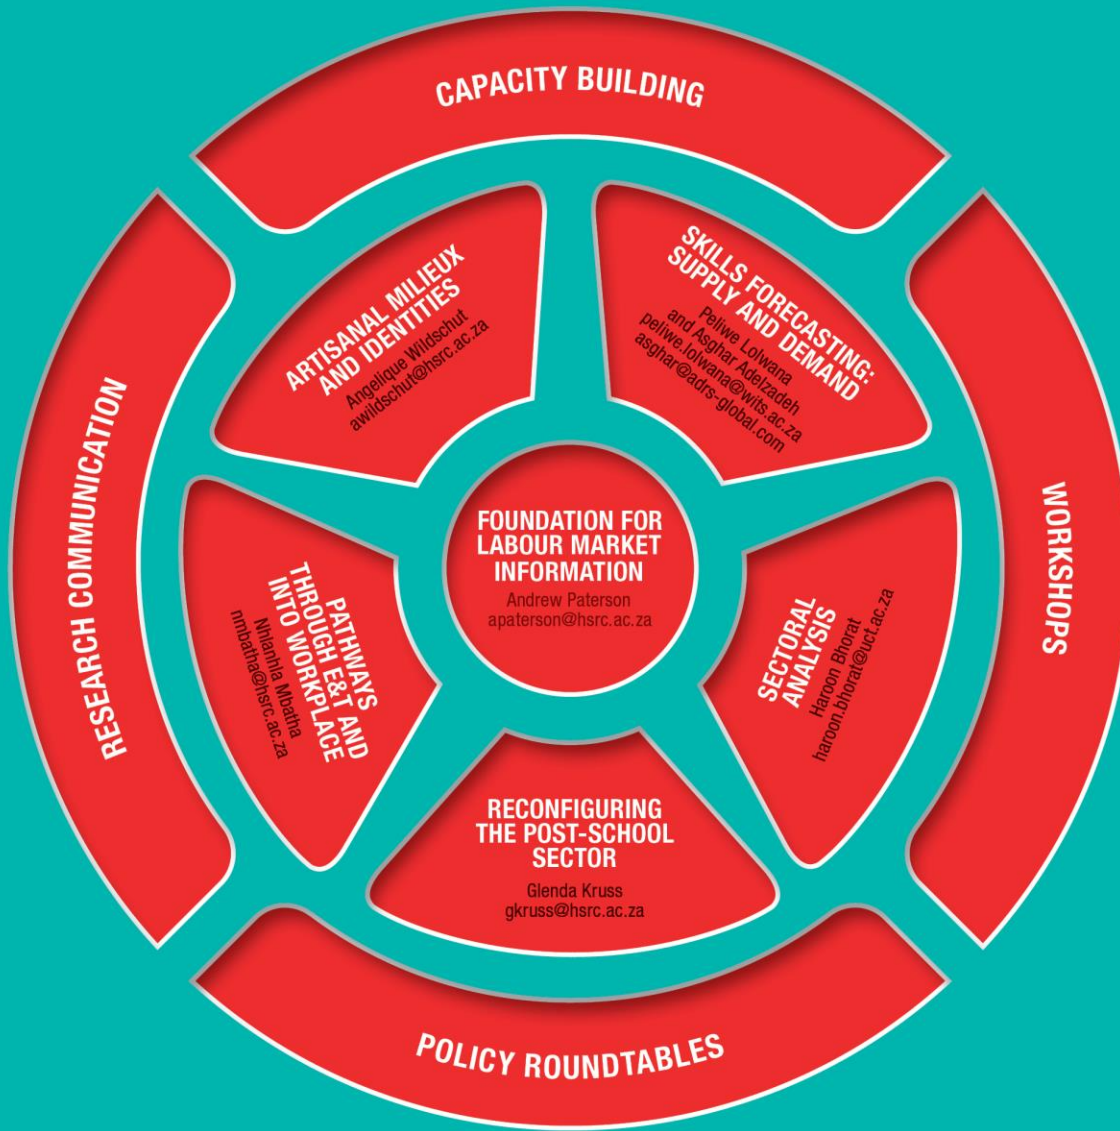 CAPACITY BUILDING
ARTISANAL MILIEUX
AND IDENTITIES
Angelique Wildschut
awildschut@hsrc.ac.za
SKILLS FORECASTING:
SUPPLY AND DEMAND
Peliwe Lolwana
and Asghar Adelzadeh
peliwe.lolwana@wits.ac.za
asghar@adrs-global.com
RESEARCH COMMUNICATION
WORKSHOPS
FOUNDATION FOR
LABOUR MARKET
INFORMATION
Andrew Paterson
apaterson@hsrc.ac.za
PATHWAYS
THROUGH E&T AND
INTO WORKPLACE
Nhlanhla Mbatha
nmbatha@hsrc.ac.za
SECTORAL
ANALYSIS
Haroon Bhorat
haroon.bhorat@uct.ac.za
RECONFIGURING
THE POST-SCHOOL
SECTOR
Glenda Kruss
gkruss@hsrc.ac.za
POLICY ROUNDTABLES